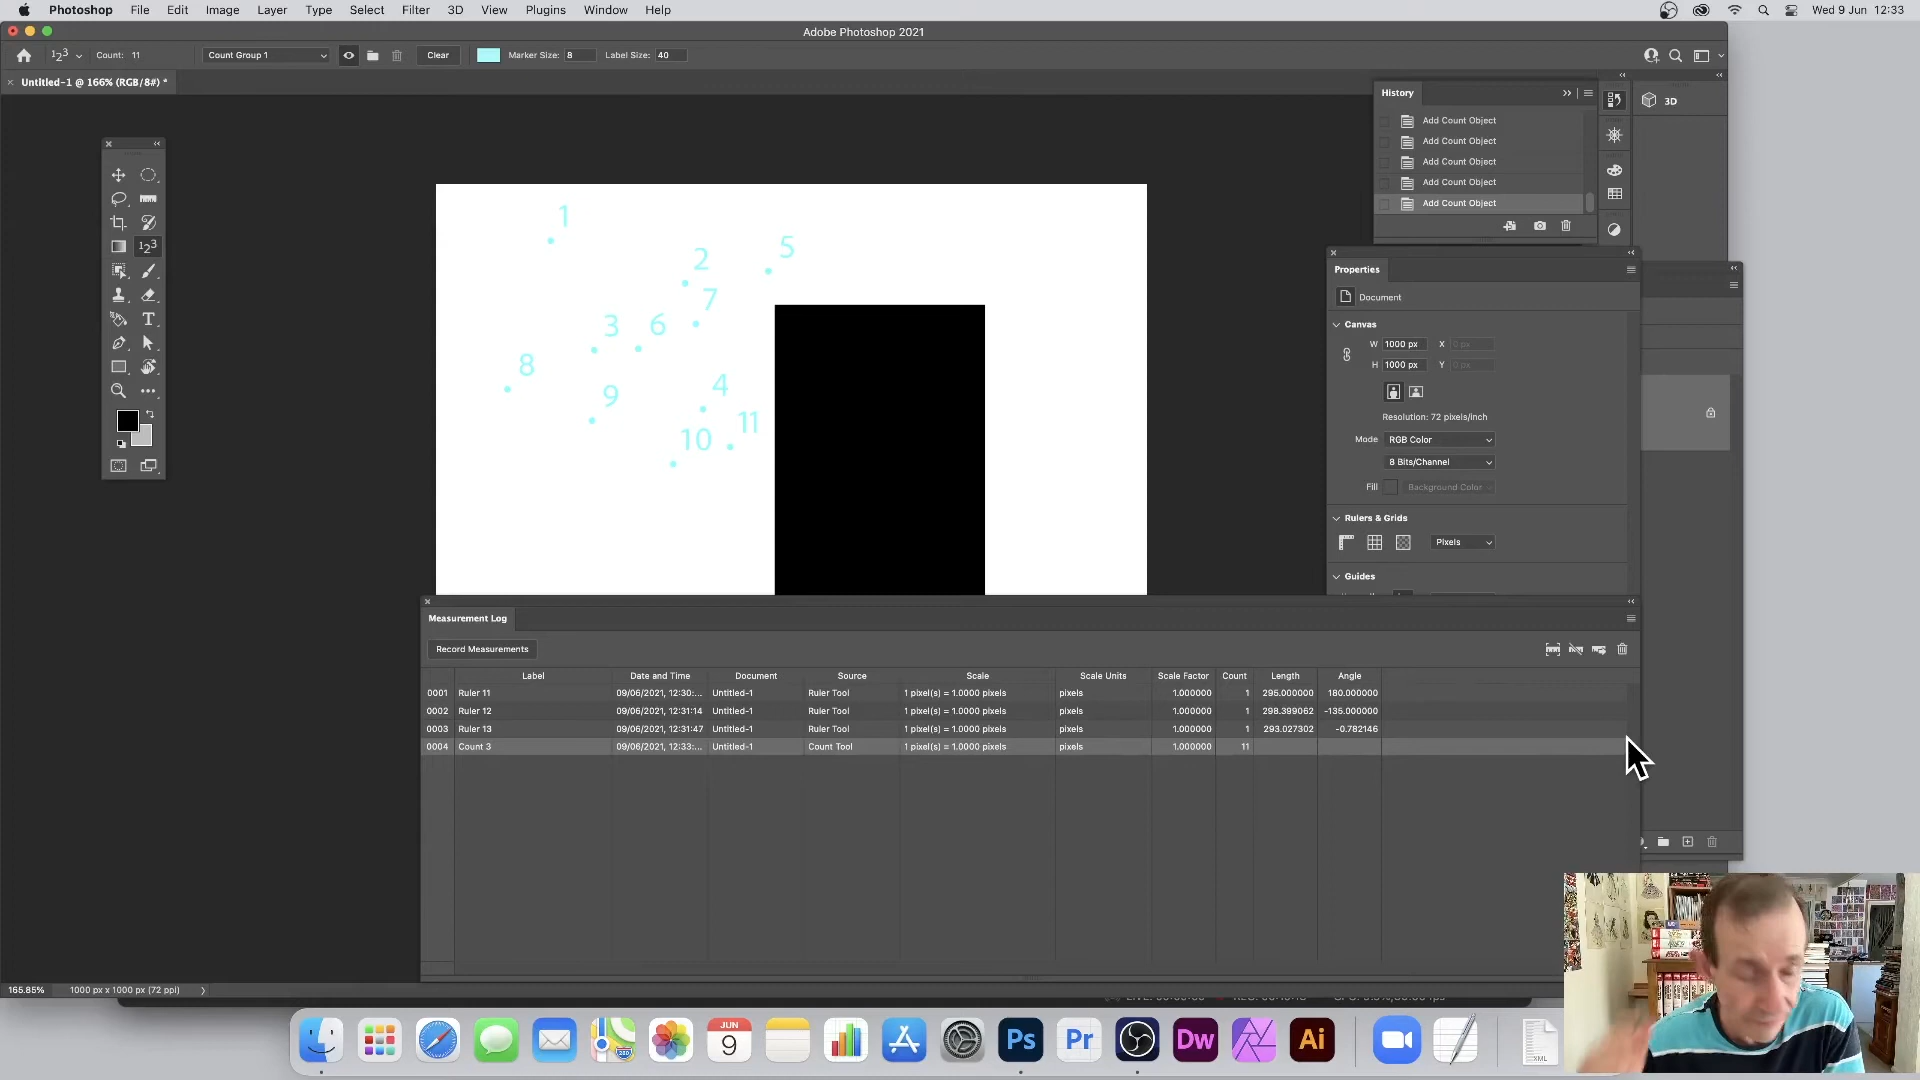 Photoshop File Edit Image Layer Type Select Filter 3D View Plugins Window Help Wed 9 Jun 12:33
Adobe Photoshop 2021
Count: 11 Count Group 1 Clear Marker Size: 8 Label Size: 40
Untitled-1 @ 166% (RGB/8#) *
History
3D
Add Count Object
Add Count Object
Add Count Object
Add Count Object
Add Count Object
1
5
2
7
3
6
8
4
9
11
10
Properties
Document
Canvas
W 1000 px X 0 px
H 1000 px Y 0 px
Resolution: 72 pixels/inch
Mode RGB Color
8 Bits/Channel
Fill Background Color
Rulers & Grids
Pixels
Guides
Measurement Log
Record Measurements
Label Date and Time Document Source Scale Scale Units Scale Factor Count Length Angle
0001 Ruler 11 09/06/2021, 12:30:... Untitled-1 Ruler Tool 1 pixel(s) = 1.0000 pixels pixels 1.000000 1 295.000000 180.000000
0002 Ruler 12 09/06/2021, 12:31:14 Untitled-1 Ruler Tool 1 pixel(s) = 1.0000 pixels pixels 1.000000 1 298.399062 -135.000000
0003 Ruler 13 09/06/2021, 12:31:47 Untitled-1 Ruler Tool 1 pixel(s) = 1.0000 pixels pixels 1.000000 1 293.027302 -0.782146
0004 Count 3 09/06/2021, 12:33:... Untitled-1 Count Tool 1 pixel(s) = 1.0000 pixels pixels 1.000000 11
165.85% 1000 px x 1000 px (72 ppi)
JUN
9
Ps
Pr
Dw
Ai
XML